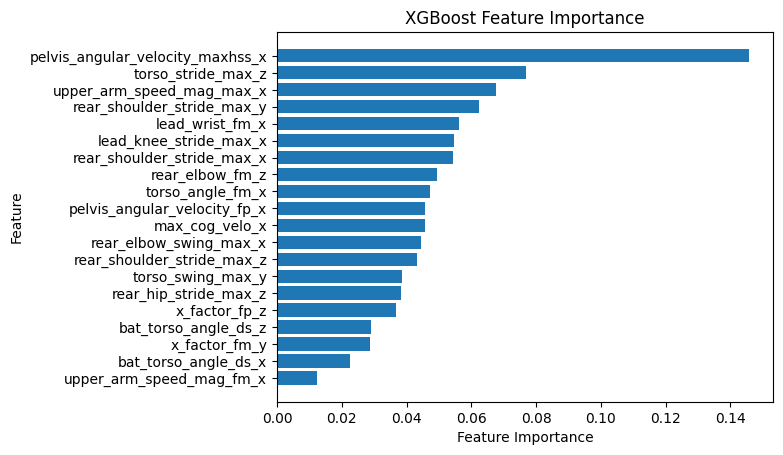 XGBoost Feature Importance
pelvis_angular_velocity_maxhss_x
torso_stride_max_z
upper_arm_speed_mag_max_x
rear_shoulder_stride_max_y
lead_wrist_fm_x
lead_knee_stride_max_x
rear_shoulder_stride_max_x
rear_elbow_fm_z
torso_angle_fm_x
pelvis_angular_velocity_fp_x
max_cog_velo_x
rear_elbow_swing_max_x
rear_shoulder_stride_max_z
torso_swing_max_y
rear_hip_stride_max_z
x_factor_fp_z
bat_torso_angle_ds_z
x_factor_fm_y
bat_torso_angle_ds_x
upper_arm_speed_mag_fm_x
Feature
0.00 0.02 0.04 0.06 0.08 0.10 0.12 0.14
Feature Importance